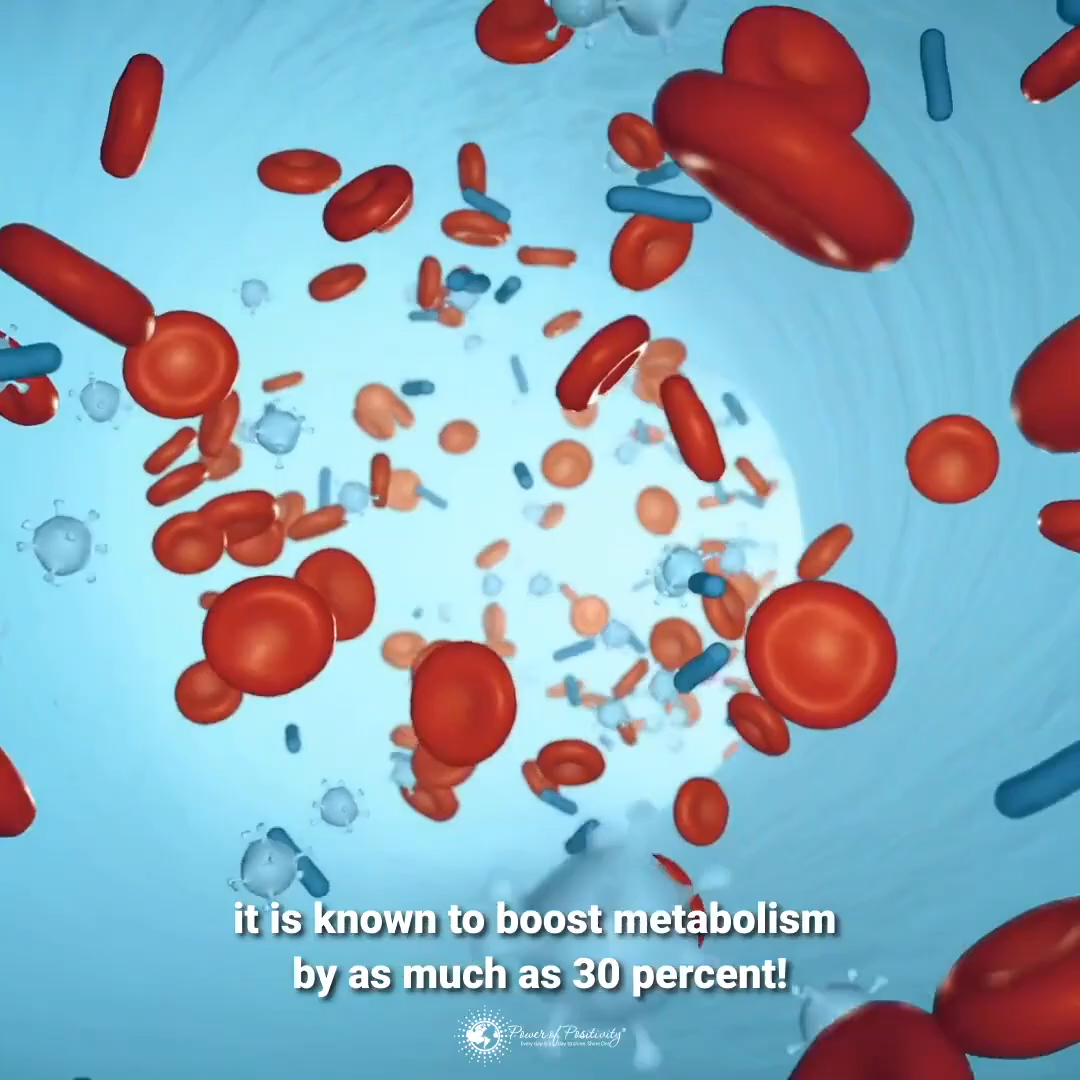 it is known to boost metabolism
by as much as 30 percent!
Power of Positivity